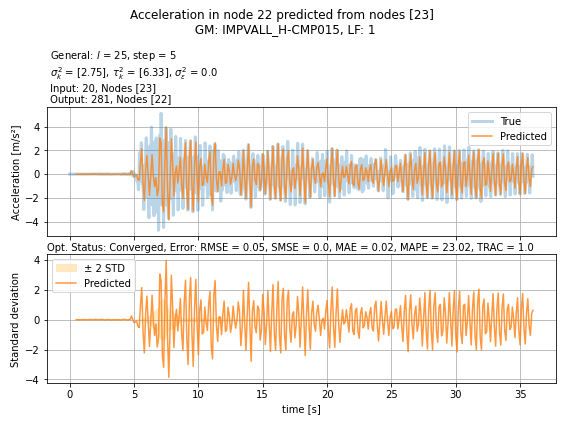 Acceleration in node 22 predicted from nodes [23]
GM: IMPVALL_H-CMP015, LF: 1
General: l = 25, step = 5
σ²ₖ = [2.75], τ²ₖ = [6.33], σ²ε = 0.0
Input: 20, Nodes [23]
Output: 281, Nodes [22]
Acceleration [m/s²]
4
2
0
−2
−4
True
Predicted
Opt. Status: Converged, Error: RMSE = 0.05, SMSE = 0.0, MAE = 0.02, MAPE = 23.02, TRAC = 1.0
Standard deviation
4
2
0
−2
−4
± 2 STD
Predicted
0 5 10 15 20 25 30 35
time [s]